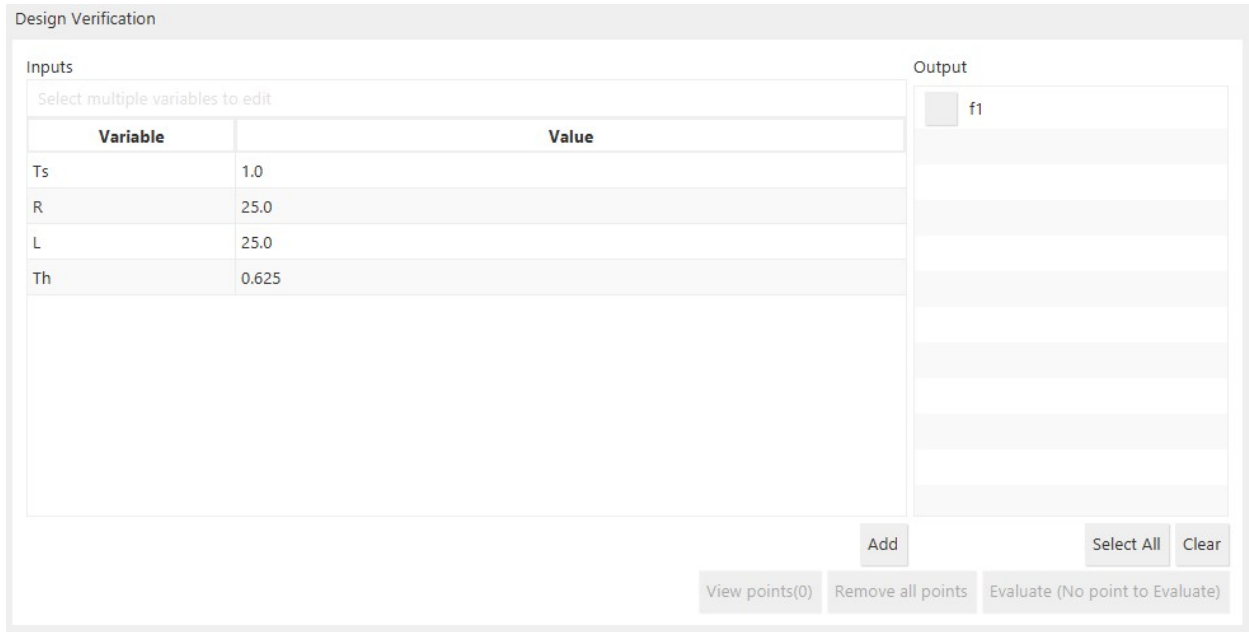 Design Verification
Inputs
Output
Select multiple variables to edit
f1
Variable Value
Ts 1.0
R 25.0
L 25.0
Th 0.625
Add
Select All Clear
View points(0) Remove all points Evaluate (No point to Evaluate)